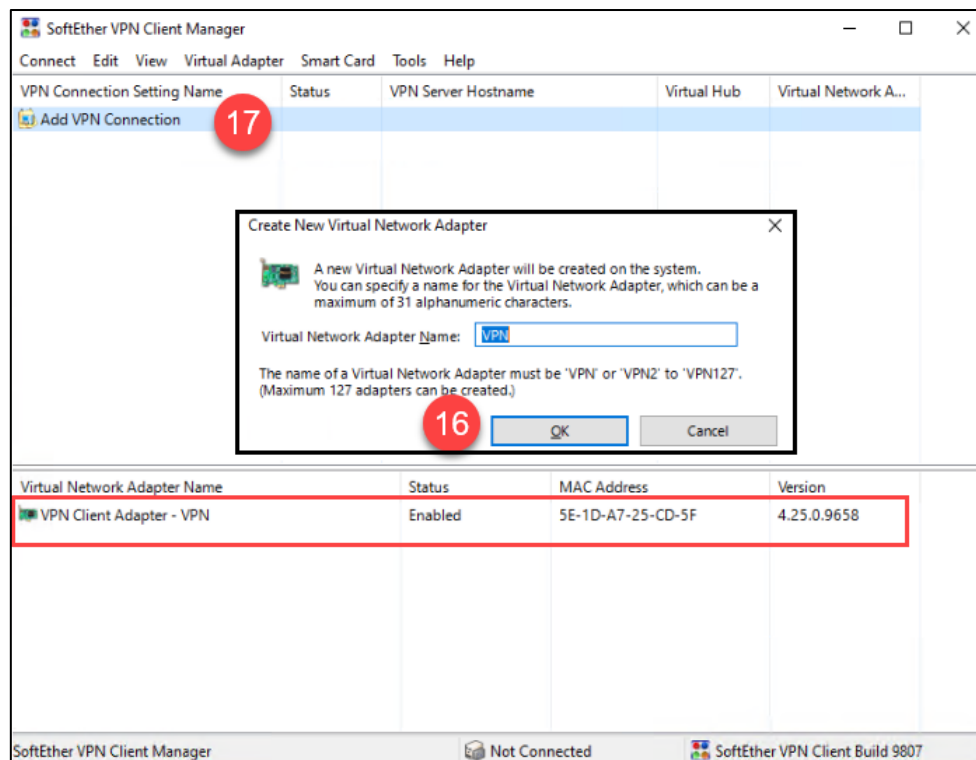 SoftEther VPN Client Manager
Connect Edit View Virtual Adapter Smart Card Tools Help
VPN Connection Setting Name Status VPN Server Hostname Virtual Hub Virtual Network A...
Add VPN Connection
17
Create New Virtual Network Adapter
A new Virtual Network Adapter will be created on the system.
You can specify a name for the Virtual Network Adapter, which can be a
maximum of 31 alphanumeric characters.
Virtual Network Adapter Name: VPN
The name of a Virtual Network Adapter must be 'VPN' or 'VPN2' to 'VPN127'.
(Maximum 127 adapters can be created.)
16
OK Cancel
Virtual Network Adapter Name Status MAC Address Version
VPN Client Adapter - VPN Enabled 5E-1D-A7-25-CD-5F 4.25.0.9658
SoftEther VPN Client Manager Not Connected SoftEther VPN Client Build 9807